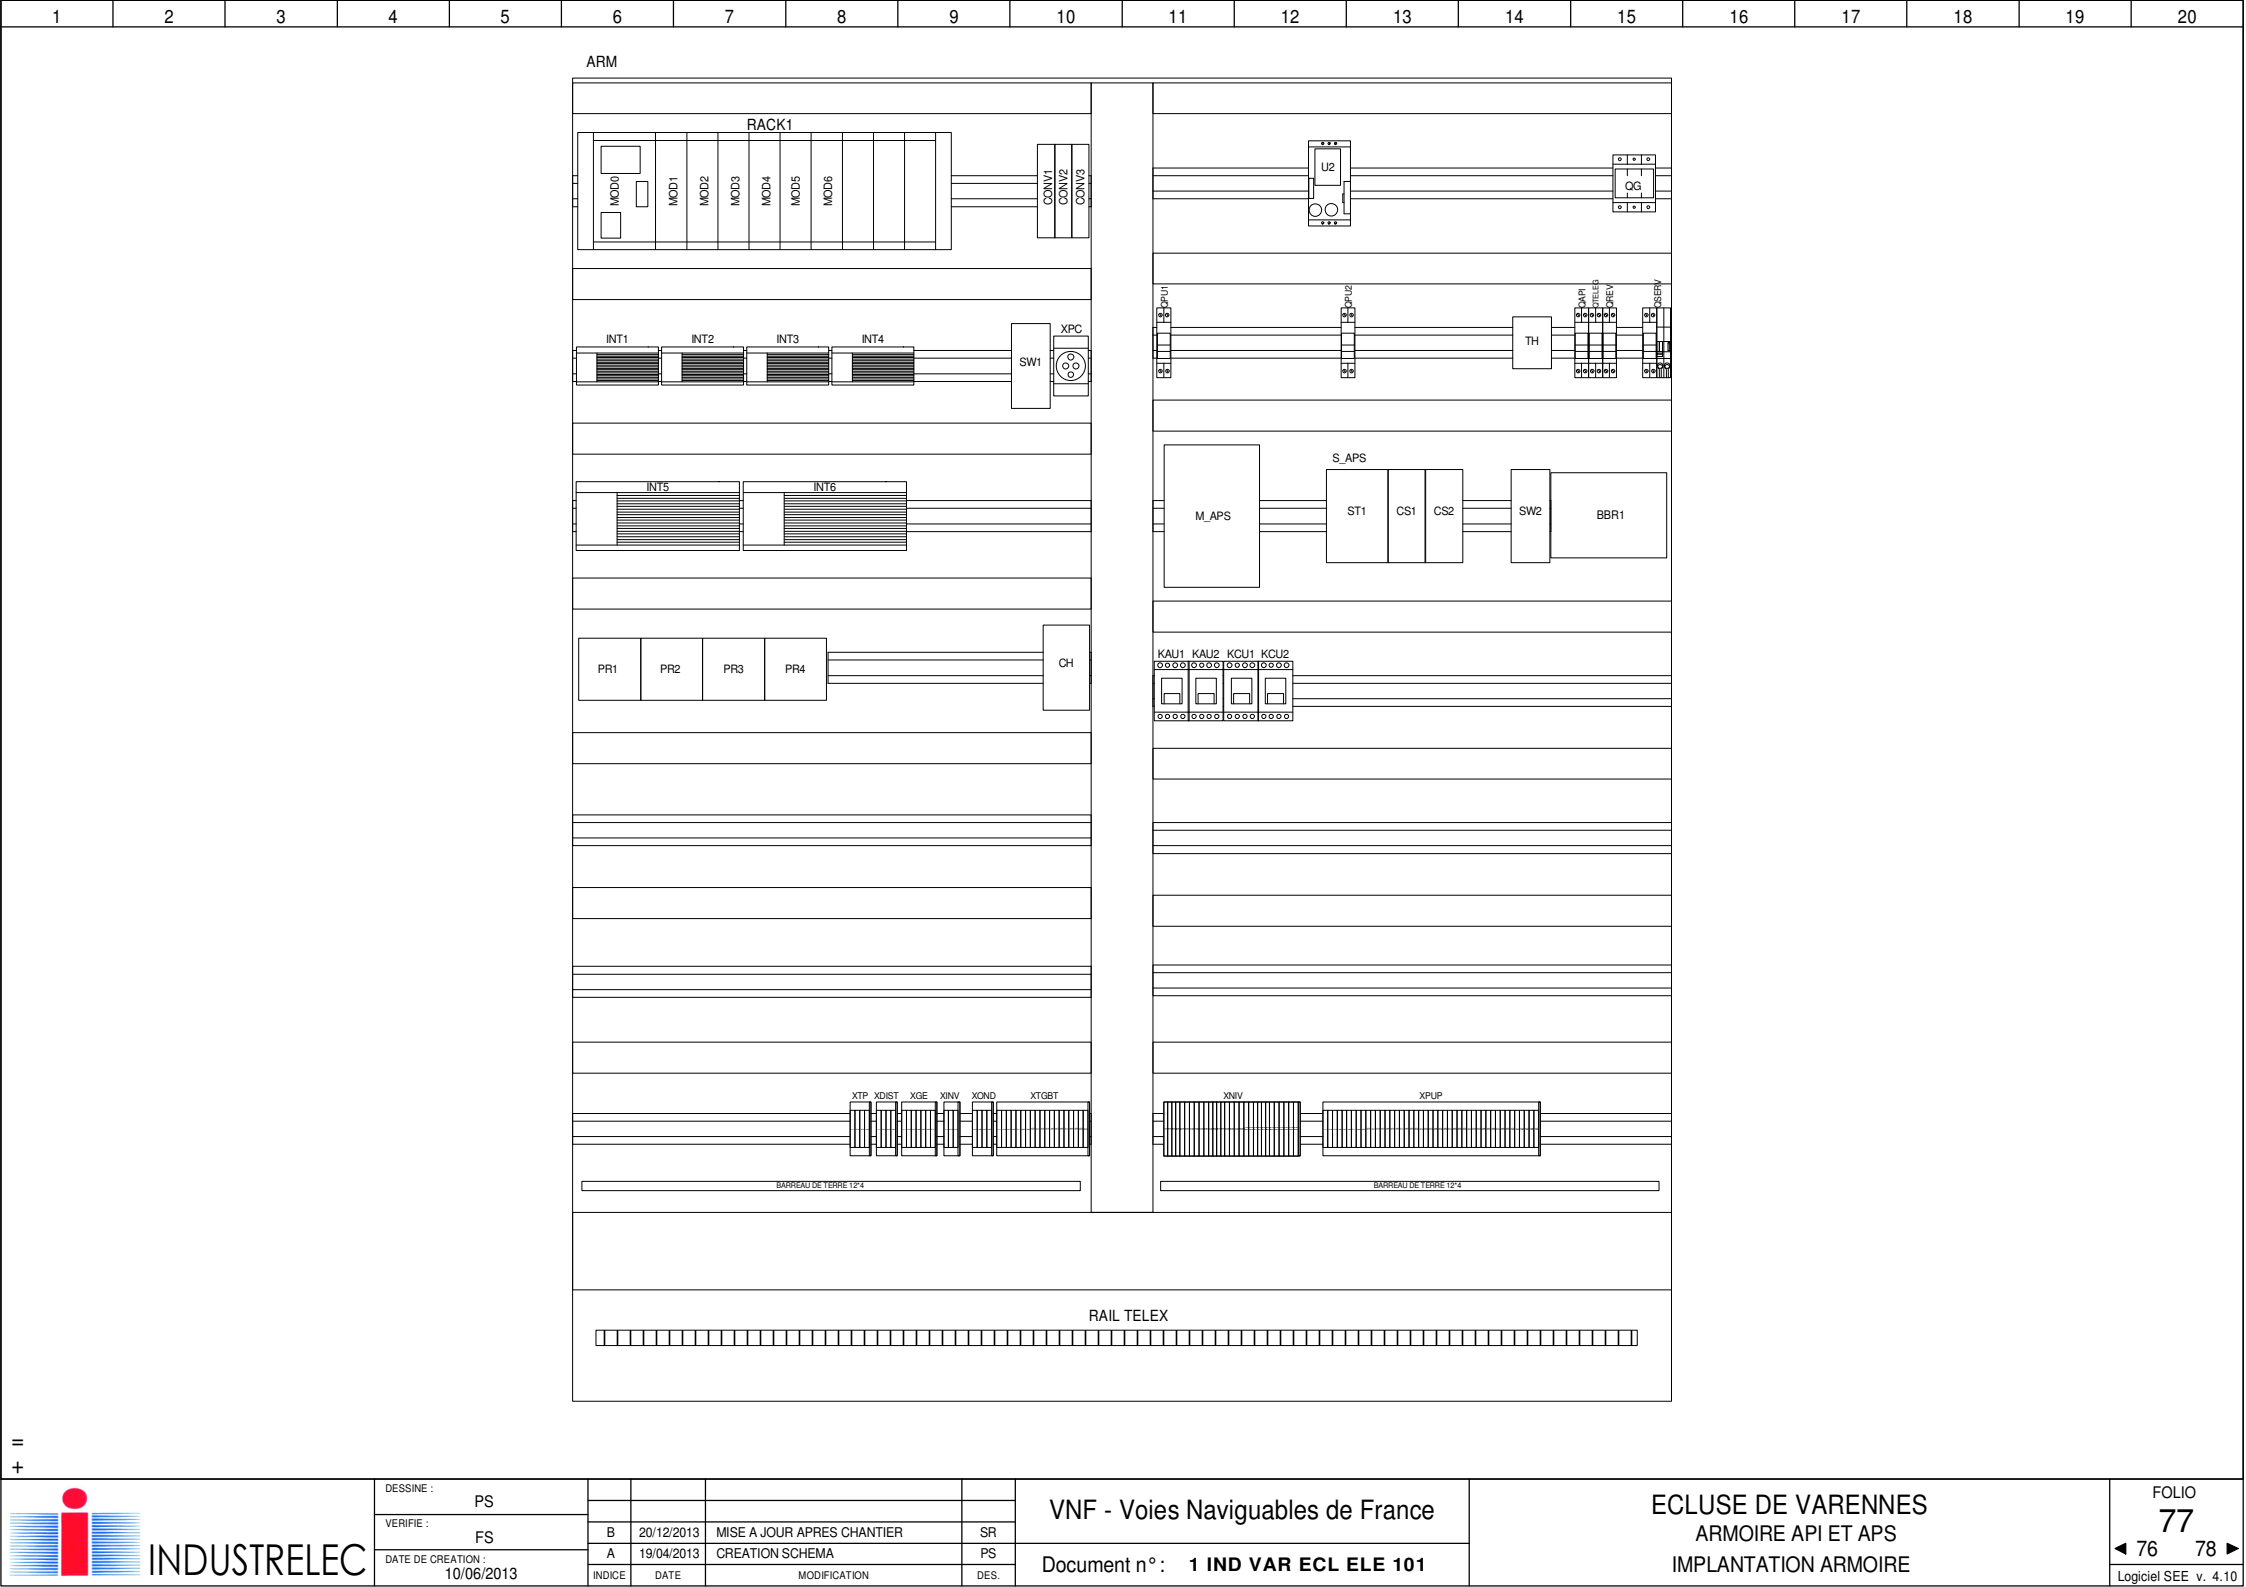 1 2 3 4 5 6 7 8 9 10 11 12 13 14 15 16 17 18 19 20
ARM
RACK1
MOD0 MOD1 MOD2 MOD3 MOD4 MOD5 MOD6
CONV1 CONV2 CONV3
U2
QG
QPU1 QPU2 QAPI QTELEG QREV QSERV
INT1 INT2 INT3 INT4
SW1
XPC
TH
INT5 INT6
M_APS
S_APS
ST1 CS1 CS2
SW2
BBR1
PR1 PR2 PR3 PR4
CH
KAU1 KAU2 KCU1 KCU2
XTP XDIST XGE XINV XOND XTGBT
XNIV XPUP
BARREAU DE TERRE 12*4
BARREAU DE TERRE 12*4
RAIL TELEX
=
+
INDUSTRELEC
DESSINE :
PS
VERIFIE :
FS
DATE DE CREATION :
10/06/2013
B 20/12/2013 MISE A JOUR APRES CHANTIER SR
A 19/04/2013 CREATION SCHEMA PS
INDICE DATE MODIFICATION DES.
VNF - Voies Naviguables de France
Document n° : 1 IND VAR ECL ELE 101
ECLUSE DE VARENNES
ARMOIRE API ET APS
IMPLANTATION ARMOIRE
FOLIO
77
◄ 76 78 ►
Logiciel SEE v. 4.10